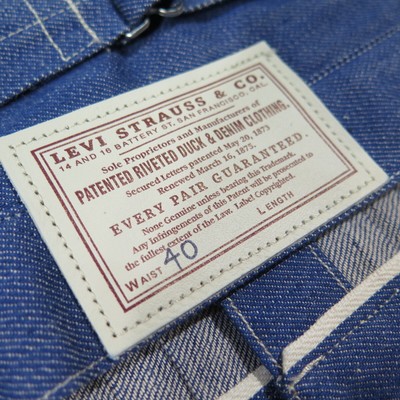 LEVI STRAUSS & CO.
14 AND 16 BATTERY ST. SAN FRANCISCO, CAL.
Sole Proprietors and Manufacturers of
PATENTED RIVETED DUCK & DENIM CLOTHING.
Secured Letters patented May 20, 1873
Renewed March 16, 1875.
EVERY PAIR GUARANTEED.
None Genuine unless bearing this Trademark.
Any Infringements of this Patent will be prosecuted to
the fullest extent of the Law. Label Copyrighted.
WAIST 40 LENGTH